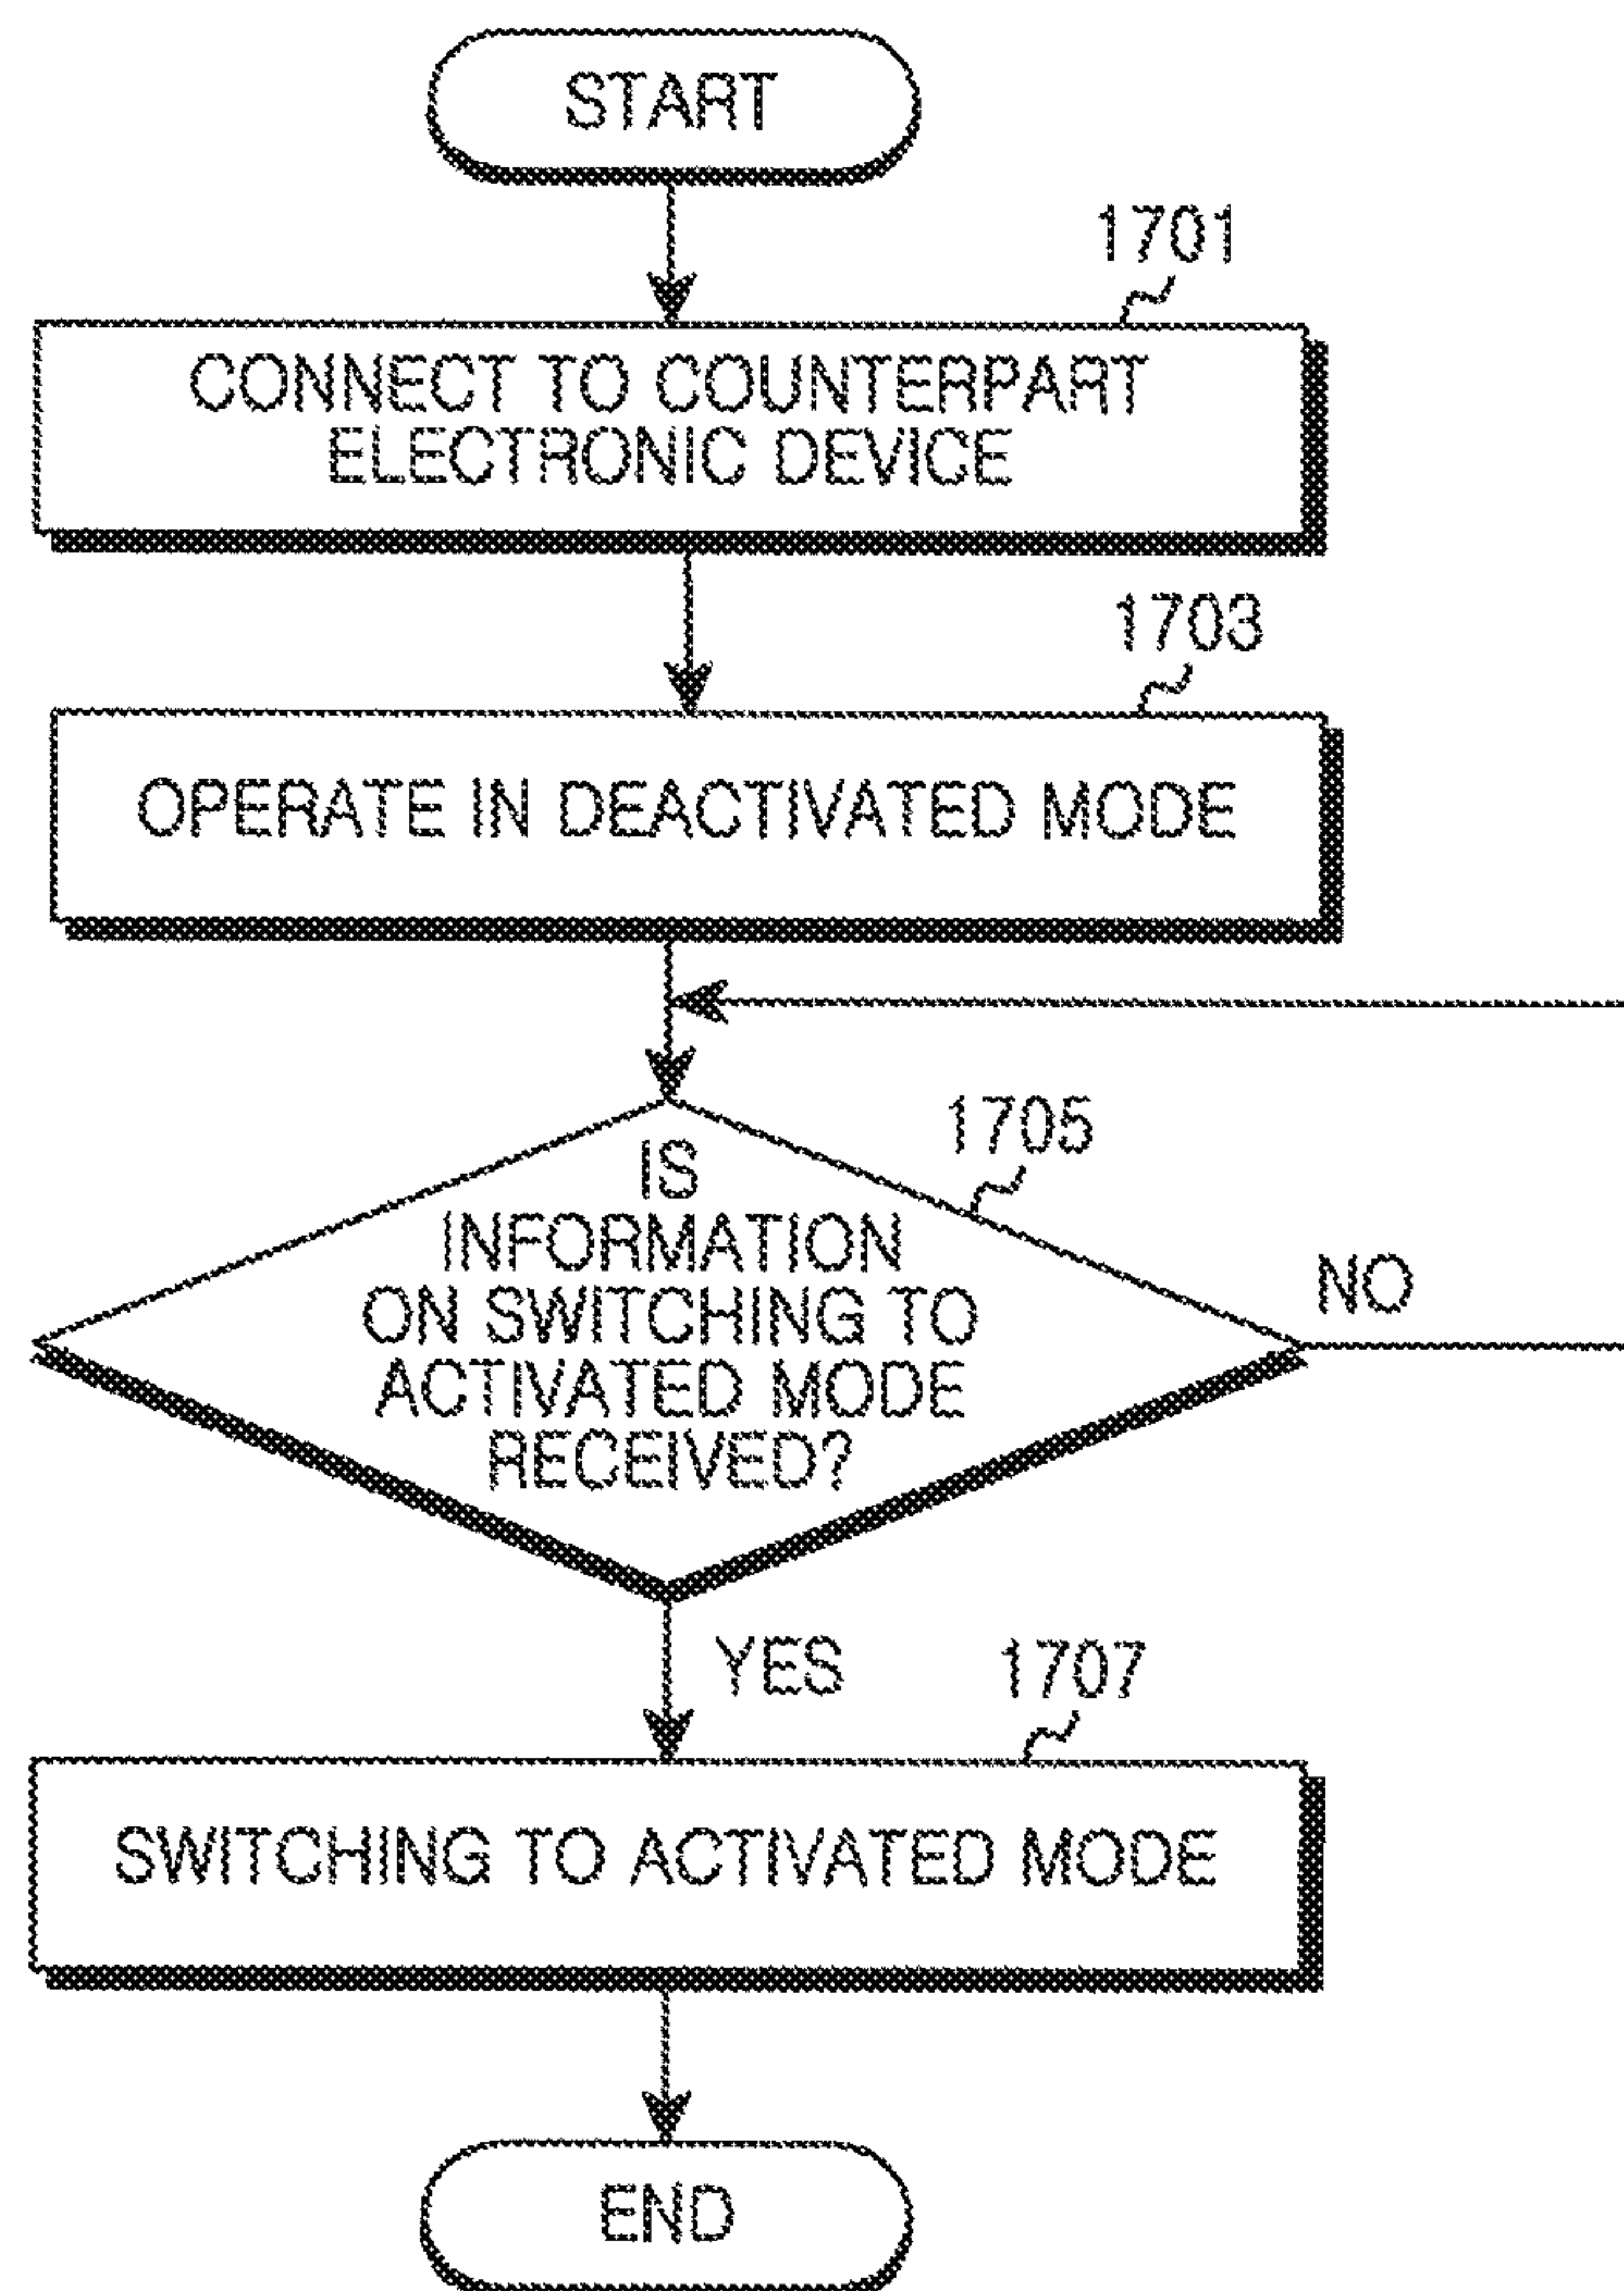 START
1701
CONNECT TO COUNTERPART
ELECTRONIC DEVICE
1703
OPERATE IN DEACTIVATED MODE
1705
IS
INFORMATION
ON SWITCHING TO
ACTIVATED MODE
RECEIVED?
NO
YES
1707
SWITCHING TO ACTIVATED MODE
END